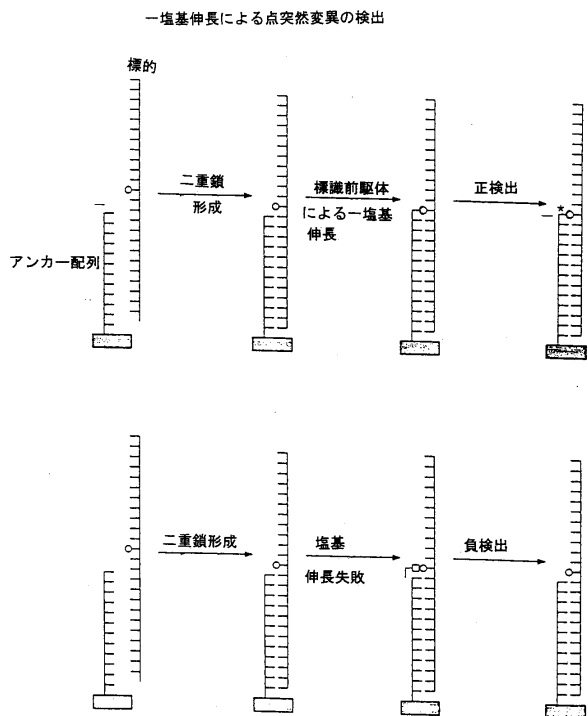 一塩基伸長による点突然変異の検出
標的
二重鎖
形成
標識前駆体
による一塩基
伸長
正検出
*
アンカー配列
二重鎖形成
塩基
伸長失敗
負検出